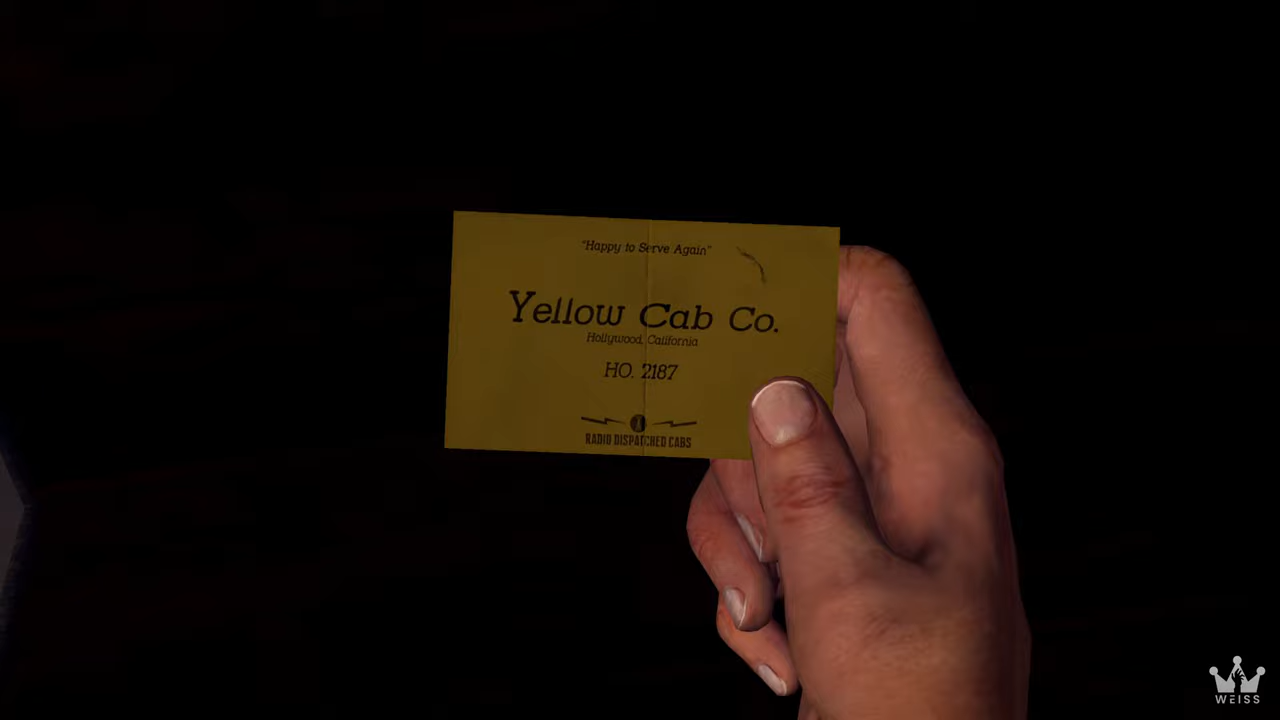 "Happy to Serve Again"
Yellow Cab Co.
Hollywood, California
HO. 2187
RADIO DISPATCHED CABS
WEISS